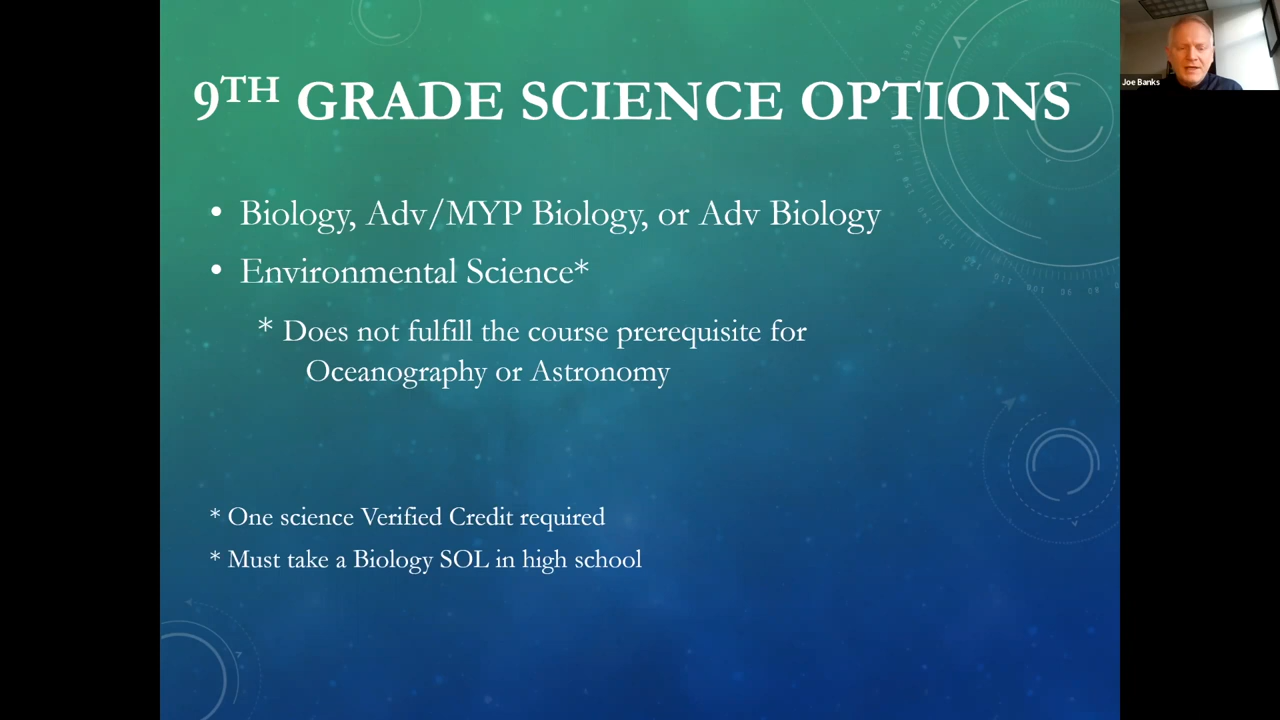 9TH GRADE SCIENCE OPTIONS
Joe Banks
• Biology, Adv/MYP Biology, or Adv Biology
• Environmental Science*
* Does not fulfill the course prerequisite for
Oceanography or Astronomy
* One science Verified Credit required
* Must take a Biology SOL in high school